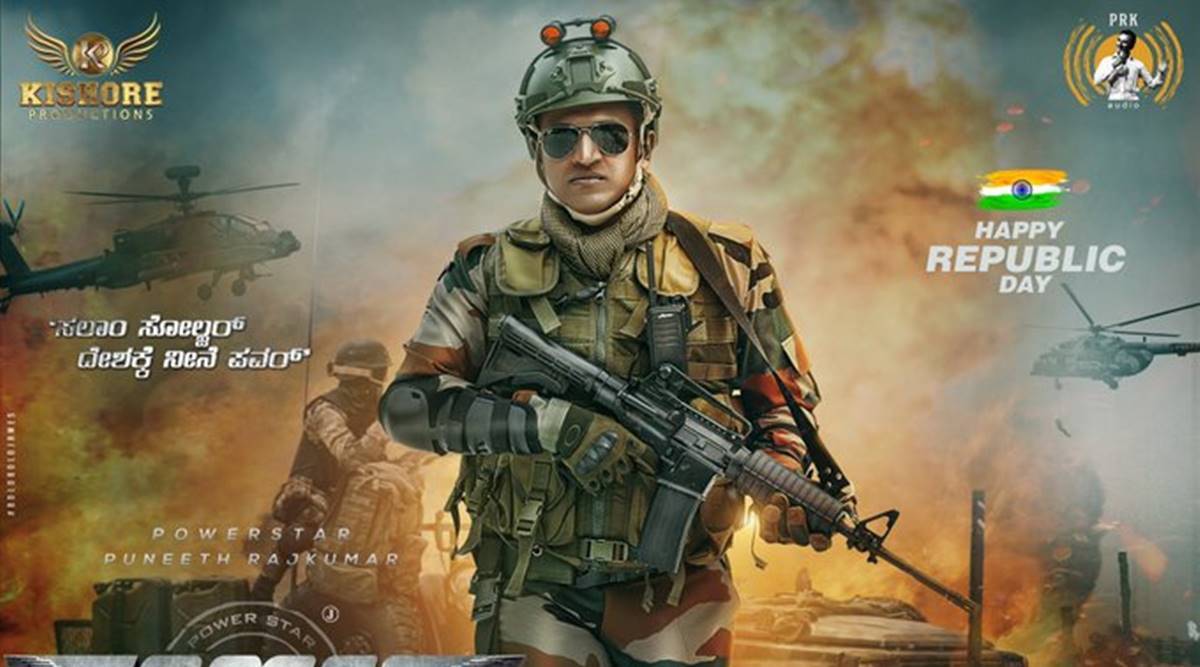 KISHORE
PRODUCTIONS
PRK
audio
HAPPY
REPUBLIC
DAY
"ಸಲಾಂ ಸೋಲ್ಜರ್
ದೇಶಕ್ಕೆ ನೀನೆ ಪವರ್"
POWERSTAR
PUNEETH RAJKUMAR
POWER STAR
J